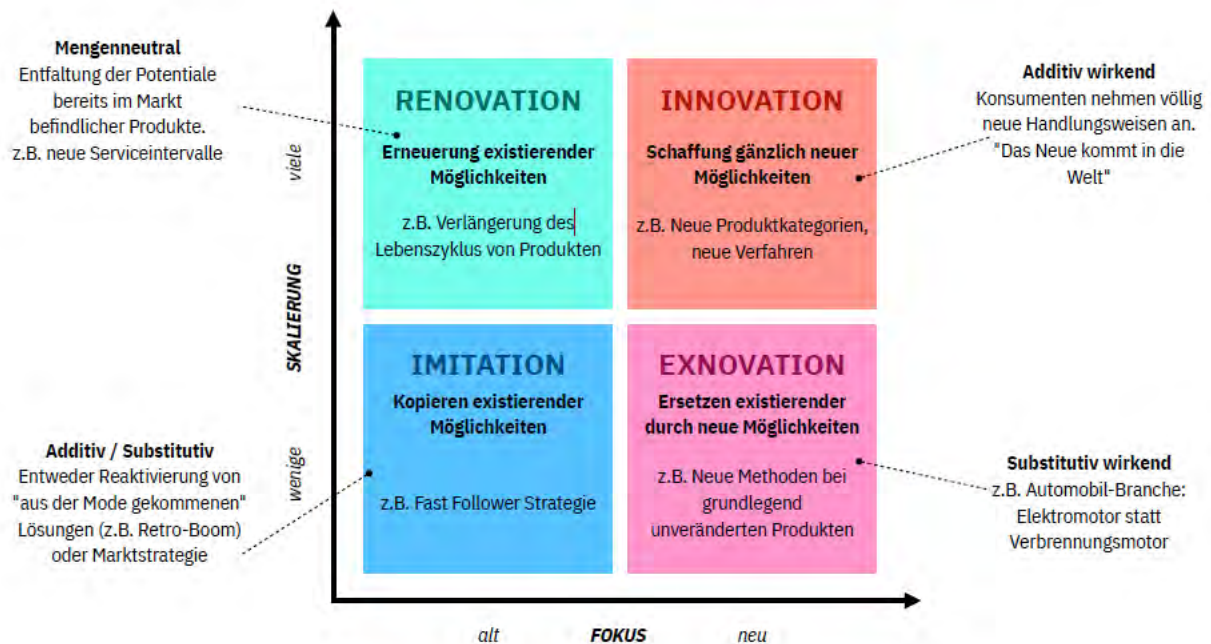 Mengenneutral
Entfaltung der Potentiale
bereits im Markt
befindlicher Produkte.
z.B. neue Serviceintervalle
RENOVATION
Erneuerung existierender
Möglichkeiten
z.B. Verlängerung des
Lebenszyklus von Produkten
INNOVATION
Schaffung gänzlich neuer
Möglichkeiten
z.B. Neue Produktkategorien,
neue Verfahren
Additiv wirkend
Konsumenten nehmen völlig
neue Handlungsweisen an.
"Das Neue kommt in die
Welt"
viele
SKALIERUNG
wenige
Additiv / Substitutiv
Entweder Reaktivierung von
"aus der Mode gekommenen"
Lösungen (z.B. Retro-Boom)
oder Marktstrategie
IMITATION
Kopieren existierender
Möglichkeiten
z.B. Fast Follower Strategie
EXNOVATION
Ersetzen existierender
durch neue Möglichkeiten
z.B. Neue Methoden bei
grundlegend
unveränderten Produkten
Substitutiv wirkend
z.B. Automobil-Branche:
Elektromotor statt
Verbrennungsmotor
alt FOKUS neu